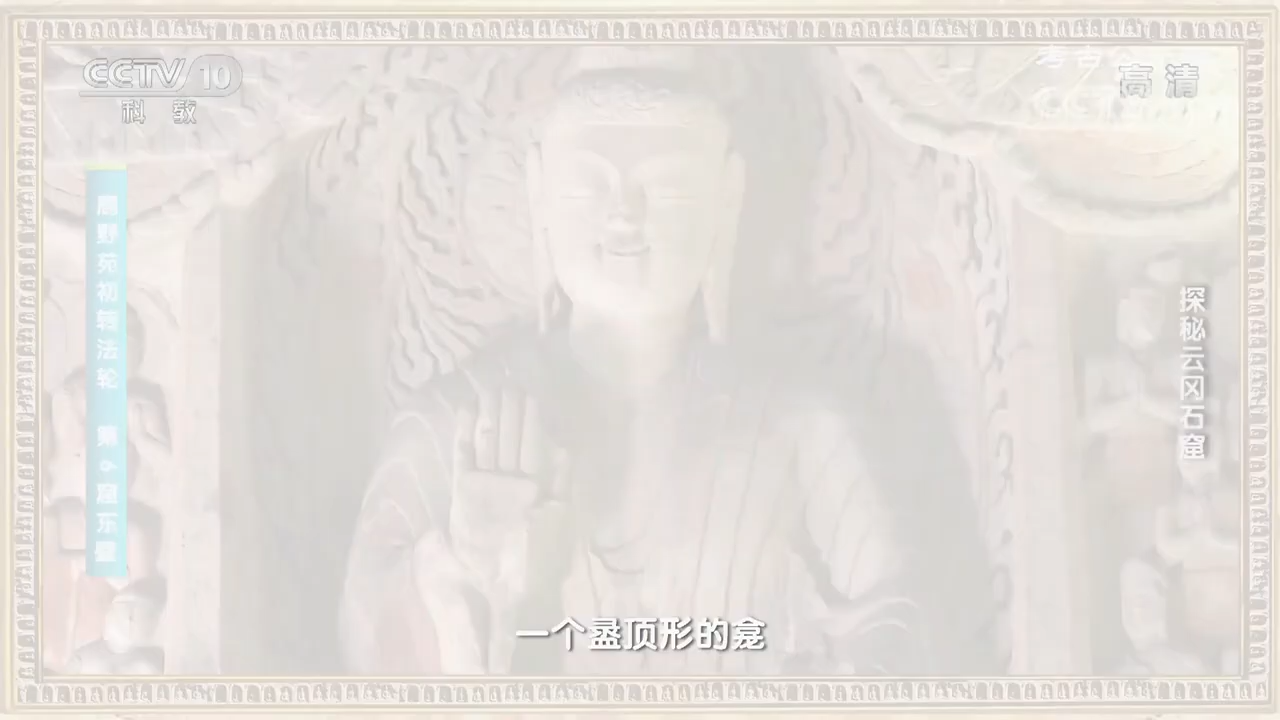 CCTV 10
科教
考古
高清
鹿野苑初转法轮 第6窟东壁
探秘云冈石窟
一个盝顶形的龛